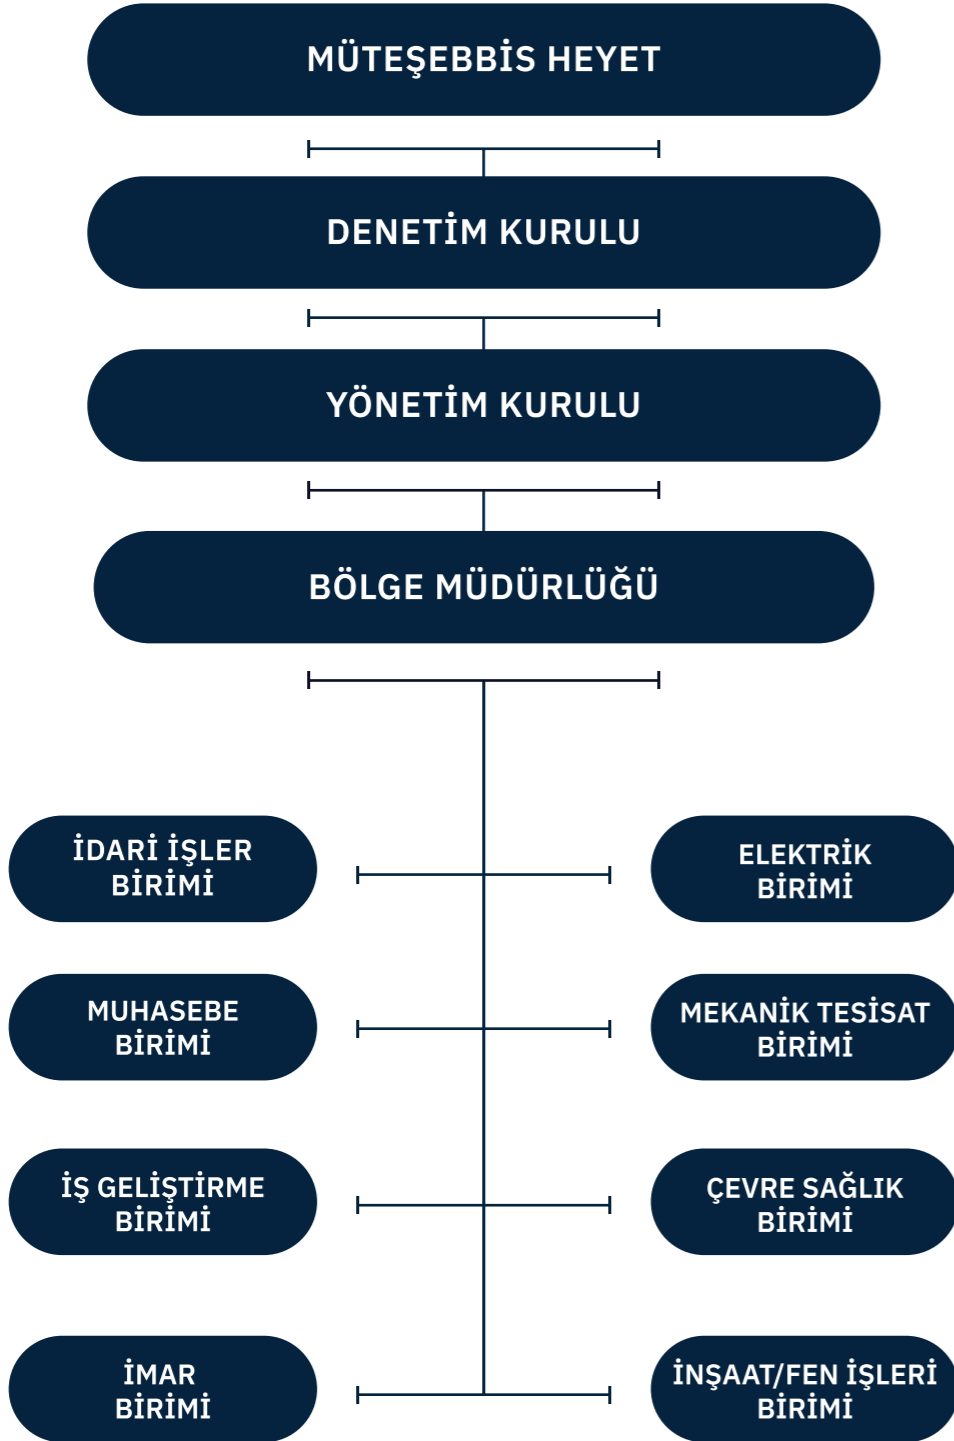 MÜTEŞEBBİS HEYET
DENETİM KURULU
YÖNETİM KURULU
BÖLGE MÜDÜRLÜĞÜ
İDARİ İŞLER
BİRİMİ
ELEKTRİK
BİRİMİ
MUHASEBE
BİRİMİ
MEKANİK TESİSAT
BİRİMİ
İŞ GELİŞTİRME
BİRİMİ
ÇEVRE SAĞLIK
BİRİMİ
İMAR
BİRİMİ
İNŞAAT/FEN İŞLERİ
BİRİMİ